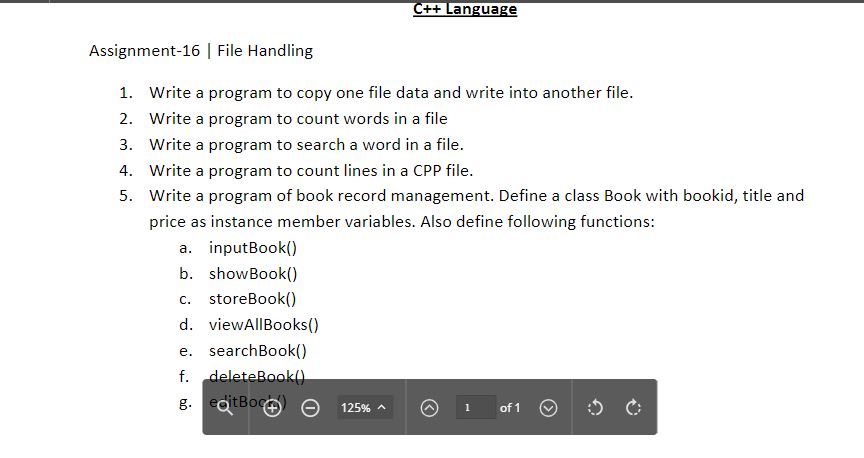 C++ Language
Assignment-16 | File Handling
1. Write a program to copy one file data and write into another file.
2. Write a program to count words in a file
3. Write a program to search a word in a file.
4. Write a program to count lines in a CPP file.
5. Write a program of book record management. Define a class Book with bookid, title and
price as instance member variables. Also define following functions:
a. inputBook()
b. showBook()
c. storeBook()
d. viewAllBooks()
e. searchBook()
f. deleteBook()
g. editBook()
125% 1 of 1